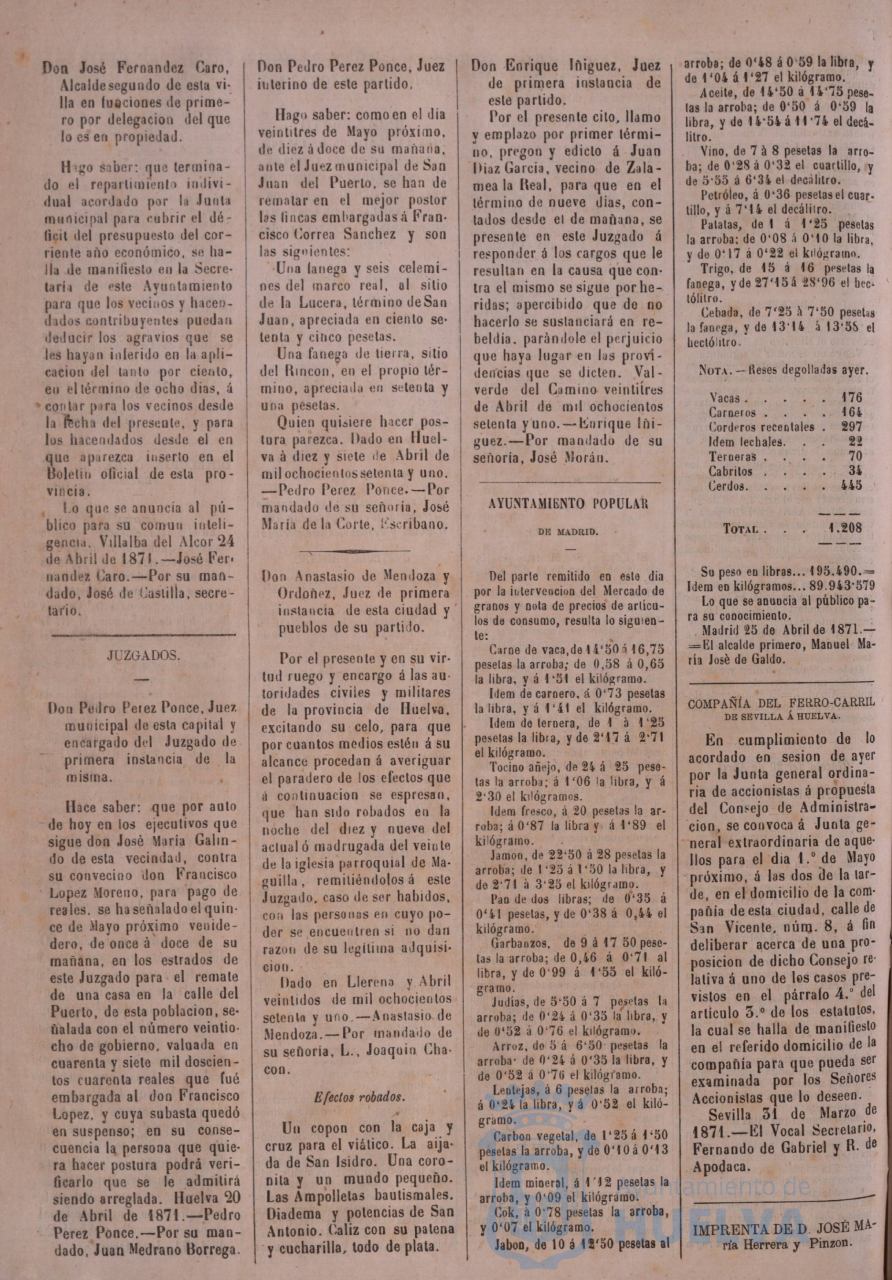 Don José Fernandez Caro,
Alcalde segundo de esta vi-
lla en funciones de prime-
ro por delegacion del que
lo es en propiedad.
Hago saber: que termina-
do el repartimiento indivi-
dual acordado por la Junta
municipal para cubrir el dé-
ficit del presupuesto del cor-
riente año económico, se ha-
lla de manifiesto en la Secre-
taría de este Ayuntamiento
para que los vecinos y hacen-
dados contribuyentes puedan
deducir los agravios que se
les hayan inferido en la apli-
cacion del tanto por ciento,
en el término de ocho dias, á
contar para los vecinos desde
la fecha del presente, y para
los hacendados desde el en
que aparezca inserto en el
Boletin oficial de esta pro-
vincia.
Lo que se anuncia al pú-
blico para su comun inteli-
gencia. Villalba del Alcor 24
de Abril de 1871.—José Fer-
nandez Caro.—Por su man-
dado, José de Castilla, secre-
tario.
JUZGADOS.
Don Pedro Perez Ponce, Juez
municipal de esta capital y
encargado del Juzgado de
primera instancia de la
misma.
Hace saber: que por auto
de hoy en los ejecutivos que
sigue don José María Galin-
do de esta vecindad, contra
su convecino don Francisco
Lopez Moreno, para pago de
reales, se ha señalado el quin-
ce de Mayo próximo venide-
dero, de once á doce de su
mañana, en los estrados de
este Juzgado para el remate
de una casa en la calle del
Puerto, de esta poblacion, se-
ñalada con el número veintio-
cho de gobierno, valuada en
cuarenta y siete mil doscien-
tos cuarenta reales que fué
embargada al don Francisco
Lopez, y cuya subasta quedó
en suspenso; en su conse-
cuencia la persona que quie-
ra hacer postura podrá veri-
ficarlo que se le admitirá
siendo arreglada. Huelva 20
de Abril de 1871.—Pedro
Perez Ponce.—Por su man-
dado, Juan Medrano Borrega.
Don Pedro Perez Ponce, Juez
interino de este partido.
Hago saber: como en el dia
veintitres de Mayo próximo,
de diez á doce de su mañana,
ante el Juez municipal de San
Juan del Puerto, se han de
rematar en el mejor postor
las fincas embargadas á Fran-
cisco Correa Sanchez y son
las siguientes:
Una fanega y seis celemi-
nes del marco real, al sitio
de la Lucera, término de San
Juan, apreciada en ciento se-
tenta y cinco pesetas.
Una fanega de tierra, sitio
del Rincon, en el propio tér-
mino, apreciada en setenta y
una pesetas.
Quien quisiere hacer pos-
tura parezca. Dado en Huel-
va á diez y siete de Abril de
mil ochocientos setenta y uno.
—Pedro Perez Ponce.—Por
mandado de su señoría, José
María de la Corte, Escribano.
Don Anastasio de Mendoza y
Ordoñez, Juez de primera
instancia de esta ciudad y
pueblos de su partido.
Por el presente y en su vir-
tud ruego y encargo á las au-
toridades civiles y militares
de la provincia de Huelva,
excitando su celo, para que
por cuantos medios estén á su
alcance procedan á averiguar
el paradero de los efectos que
á continuacion se espresan,
que han sido robados en la
noche del diez y nueve del
actual ó madrugada del veinte
de la iglesia parroquial de Ma-
guilla, remitiéndolos á este
Juzgado, caso de ser habidos,
con las personas en cuyo po-
der se encuentren si no dan
razon de su legítima adquisi-
cion.
Dado en Llerena y Abril
veintidos de mil ochocientos
setenta y uno.—Anastasio de
Mendoza.—Por mandado de
su señoría, L., Joaquin Cha-
con.
Efectos robados.
Un copon con la caja y
cruz para el viático. La aija-
da de San Isidro. Una coro-
nita y un mundo pequeño.
Las Ampolletas bautismales.
Diadema y potencias de San
Antonio. Caliz con su patena
y cucharilla, todo de plata.
Don Enrique Iñiguez, Juez
de primera instancia de
este partido.
Por el presente cito, llamo
y emplazo por primer térmi-
no, pregon y edicto á Juan
Diaz Garcia, vecino de Zala-
mea la Real, para que en el
término de nueve dias, con-
tados desde el de mañana, se
presente en este Juzgado á
responder á los cargos que le
resultan en la causa que con-
tra el mismo se sigue por he-
ridas; apercibido que de no
hacerlo se sustanciará en re-
beldía, parándole el perjuicio
que haya lugar en las provi-
dencias que se dicten. Val-
verde del Camino veintitres
de Abril de mil ochocientos
setenta y uno.—Enrique Iñi-
guez.—Por mandado de su
señoría, José Morán.
AYUNTAMIENTO POPULAR
DE MADRID.
Del parte remitido en este dia
por la intervencion del Mercado de
granos y nota de precios de artícu-
los de consumo, resulta lo siguien-
te:
Carne de vaca, de 14'50 á 16,75
pesetas la arroba; de 0,58 á 0,65
la libra, y á 1'51 el kilógramo.
Idem de carnero, á 0'73 pesetas
la libra, y á 1'41 el kilógramo.
Idem de ternera, de 1 á 1'25
pesetas la libra, y de 2'17 á 2'71
el kilógramo.
Tocino añejo, de 24 á 25 pese-
tas la arroba; á 1'06 la libra, y á
2'30 el kilógramos.
Idem fresco, á 20 pesetas la ar-
roba; á 0'87 la libra y á 1'89 el
kilógramo.
Jamon, de 22'50 á 28 pesetas la
arroba; de 1'25 á 1'50 la libra, y
de 2'71 á 3'25 el kilógramo.
Pan de dos libras; de 0'35 á
0'41 pesetas, y de 0'38 á 0,44 el
kilógramo.
Garbanzos, de 9 á 17 50 pese-
tas la arroba; de 0,46 á 0'71 al
libra, y de 0'99 á 1'55 el kiló-
gramo.
Judías, de 5'50 á 7 pesetas la
arroba; de 0'24 á 0'35 la libra, y
de 0'52 á 0'76 el kilógramo.
Arroz, de 5 á 6'50 pesetas la
arroba; de 0'24 á 0'35 la libra, y
de 0'52 á 0'76 el kilógramo.
Lentejas, á 6 pesetas la arroba;
á 0'24 la libra, y á 0'52 el kiló-
gramo.
Carbon vegetal, de 1'25 á 1'50
pesetas la arroba, y de 0'10 á 0'13
el kilógramo.
Idem mineral, á 1'12 pesetas la
arroba, y 0'09 el kilógramo.
Cok, á 0'78 pesetas la arroba,
y 0'07 el kilógramo.
Jabon, de 10 á 12'50 pesetas al
arroba; de 0'48 á 0'59 la libra, y
de 1'04 á 1'27 el kilógramo.
Aceite, de 14'50 á 14'75 pese-
tas la arroba; de 0'50 á 0'59 la
libra, y de 11'54 á 11'74 el decá-
litro.
Vino, de 7 á 8 pesetas la arro-
ba; de 0'28 á 0'32 el cuartillo, y
de 5'55 á 6'34 el decálitro.
Petróleo, á 0'36 pesetas el cuar-
tillo, y á 7'14 el decálitro.
Patatas, de 1 á 1'25 pesetas
la arroba; de 0'08 á 0'10 la libra,
y de 0'17 á 0'22 el kilógramo.
Trigo, de 15 á 16 pesetas la
fanega, y de 27'15 á 28'96 el hec-
tólitro.
Cebada, de 7'25 à 7'50 pesetas
la fanega, y de 13'14 à 13'58 el
hectólitro.
NOTA.—Reses degolladas ayer.
Vacas . . . . . 176
Carneros . . . . 164
Corderos recentales . 297
Idem lechales. . . 22
Terneras . . . . 70
Cabritos . . . . 34
Cerdos. . . . . 445
TOTAL . . . 1.208
Su peso en libras... 195.490.=
Idem en kilógramos... 89.943'579
Lo que se anuncia al público pa-
ra su conocimiento.
Madrid 25 de Abril de 1871.—
=El alcalde primero, Manuel Ma-
ría José de Galdo.
COMPAÑÍA DEL FERRO-CARRIL
DE SEVILLA Á HUELVA.
En cumplimiento de lo
acordado en sesion de ayer
por la Junta general ordina-
ria de accionistas á propuesta
del Consejo de Administra-
cion, se convoca á Junta ge-
neral extraordinaria de aque-
llos para el dia 1.º de Mayo
próximo, á las dos de la tar-
de, en el domicilio de la com-
pañia de esta ciudad, calle de
San Vicente, núm. 8, á fin
deliberar acerca de una pro-
posicion de dicho Consejo re-
lativa á uno de los casos pre-
vistos en el párrafo 4.º del
artículo 3.º de los estatutos,
la cual se halla de manifiesto
en el referido domicilio de la
compañía para que pueda ser
examinada por los Señores
Accionistas que lo deseen.
Sevilla 31 de Marzo de
1871.—El Vocal Secretario,
Fernando de Gabriel y R. de
Apodaca.
IMPRENTA DE D. JOSÉ MA-
ría Herrera y Pinzon.
Ayuntamiento de
HUELVA